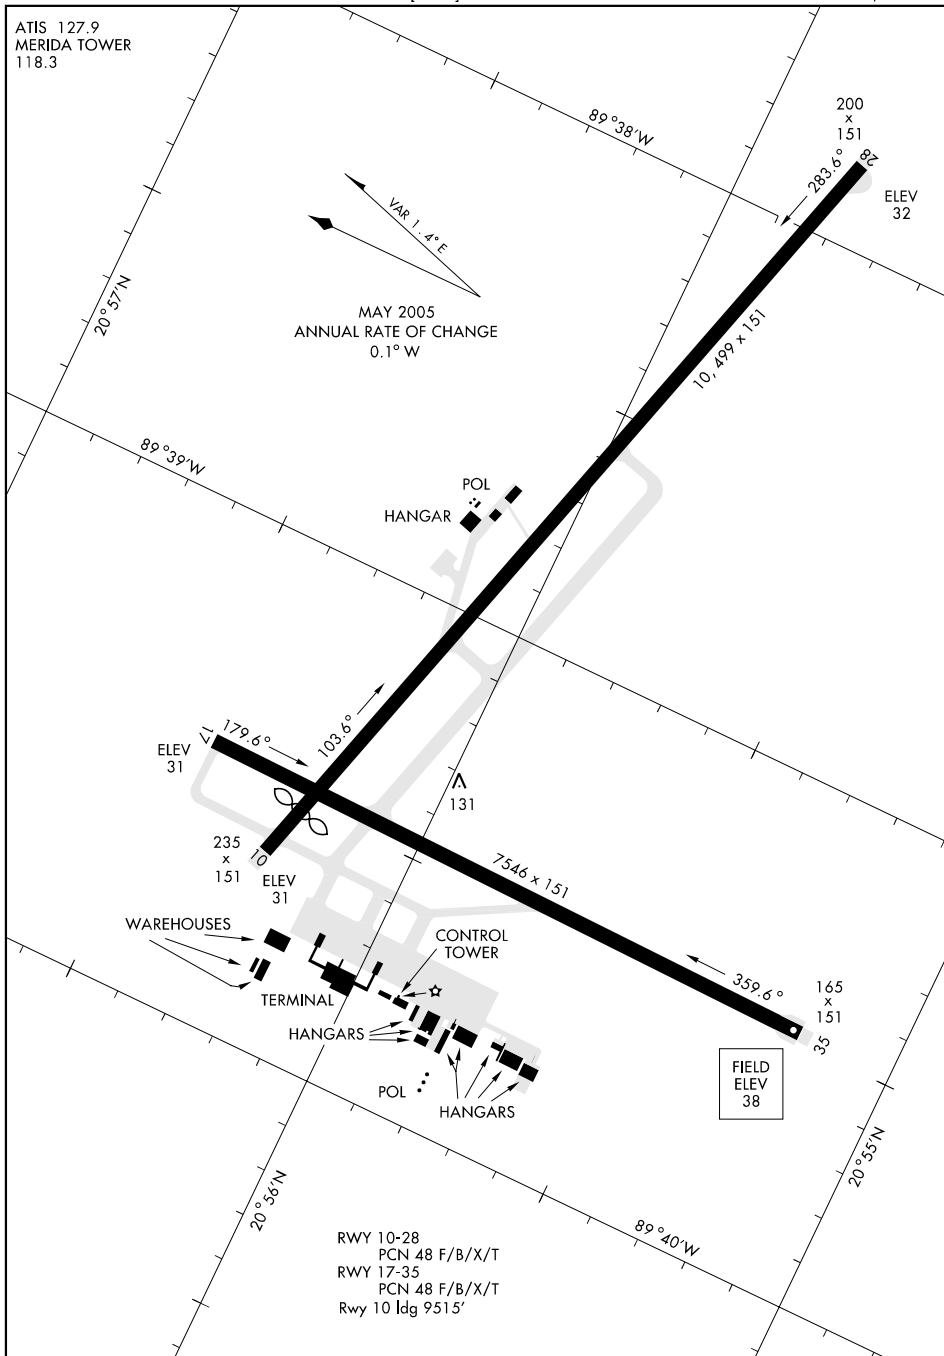 ATIS 127.9
MERIDA TOWER
118.3
89°38'W
200
x
151
28
283.6°
ELEV
32
VAR 1.4° E
20°57'N
MAY 2005
ANNUAL RATE OF CHANGE
0.1° W
10, 499 x 151
89°39'W
POL
HANGAR
17
179.6°
103.6°
ELEV
31
131
235
x
151
10
ELEV
31
7546 x 151
WAREHOUSES
CONTROL
TOWER
TERMINAL
359.6°
165
x
151
35
HANGARS
FIELD
ELEV
38
POL
HANGARS
20°55'N
20°56'N
89°40'W
RWY 10-28
PCN 48 F/B/X/T
RWY 17-35
PCN 48 F/B/X/T
Rwy 10 ldg 9515'